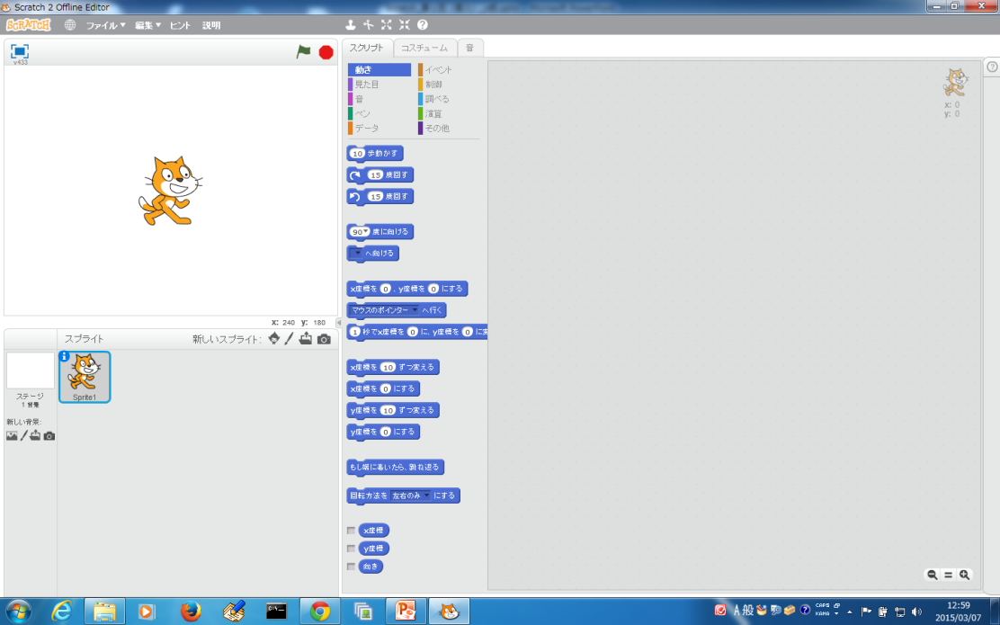 Scratch 2 Offline Editor
SCRATCH ファイル▼ 編集▼ ヒント 説明
v433
スクリプト コスチューム 音
動き イベント
見た目 制御
音 調べる
ペン 演算
データ その他
x: 0
y: 0
10 歩動かす
15 度回す
15 度回す
90▼ 度に向ける
▼ へ向ける
x座標を 0 、y座標を 0 にする
マウスのポインター へ行く
1 秒でx座標を 0 に、y座標を 0 に変
x座標を 10 ずつ変える
x座標を 0 にする
y座標を 10 ずつ変える
y座標を 0 にする
もし端に着いたら、跳ね返る
回転方法を 左右のみ にする
x座標
y座標
向き
x: 240 y: 180
スプライト 新しいスプライト:
Sprite1
ステージ
1 背景
新しい背景:
A 般 CAPS
KANA
12:59
2015/03/07